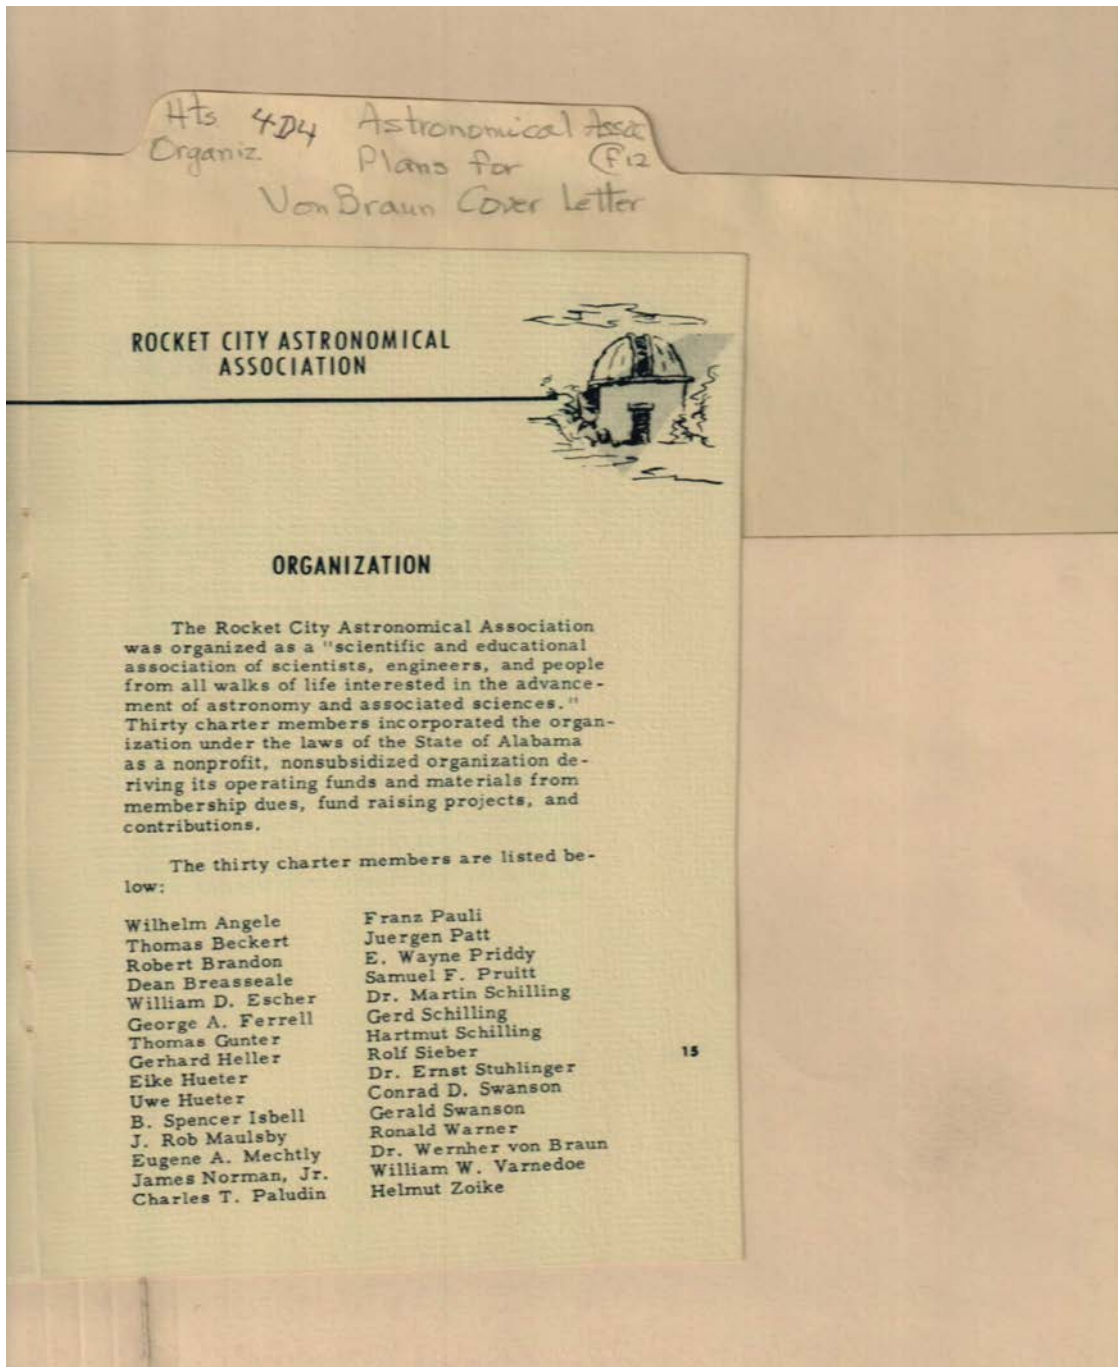 Hts 4D4 Astronomical Assoc
Organiz. Plans for F12
Von Braun Cover Letter
ROCKET CITY ASTRONOMICAL
ASSOCIATION
ORGANIZATION
The Rocket City Astronomical Association
was organized as a "scientific and educational
association of scientists, engineers, and people
from all walks of life interested in the advance-
ment of astronomy and associated sciences."
Thirty charter members incorporated the organ-
ization under the laws of the State of Alabama
as a nonprofit, nonsubsidized organization de-
riving its operating funds and materials from
membership dues, fund raising projects, and
contributions.
The thirty charter members are listed be-
low:
Wilhelm Angele
Thomas Beckert
Robert Brandon
Dean Breasseale
William D. Escher
George A. Ferrell
Thomas Gunter
Gerhard Heller
Eike Hueter
Uwe Hueter
B. Spencer Isbell
J. Rob Maulsby
Eugene A. Mechtly
James Norman, Jr.
Charles T. Paludin
Franz Pauli
Juergen Patt
E. Wayne Priddy
Samuel F. Pruitt
Dr. Martin Schilling
Gerd Schilling
Hartmut Schilling
Rolf Sieber
Dr. Ernst Stuhlinger
Conrad D. Swanson
Gerald Swanson
Ronald Warner
Dr. Wernher von Braun
William W. Varnedoe
Helmut Zoike
15